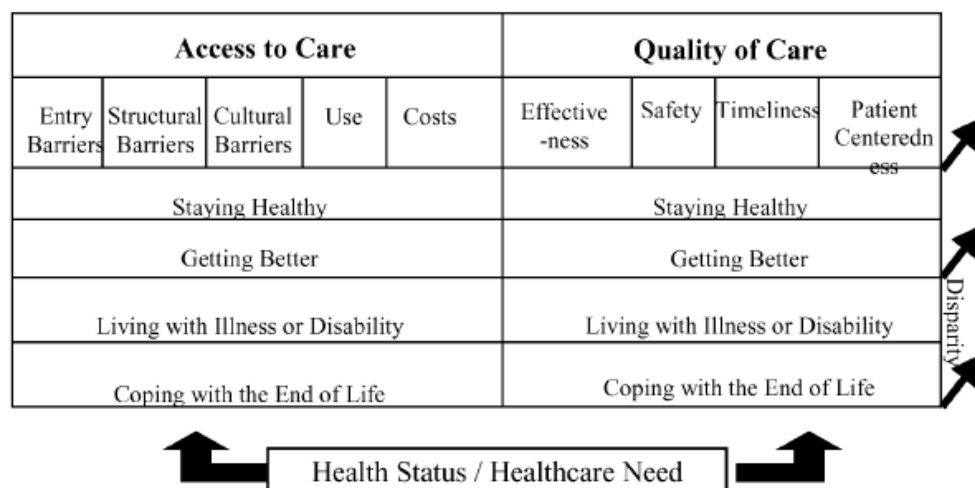 Access to Care
Quality of Care
Entry
Barriers
Structural
Barriers
Cultural
Barriers
Use
Costs
Effective
-ness
Safety
Timeliness
Patient
Centeredn
ess
Staying Healthy
Staying Healthy
Getting Better
Getting Better
Living with Illness or Disability
Living with Illness or Disability
Coping with the End of Life
Coping with the End of Life
Disparity
Health Status / Healthcare Need